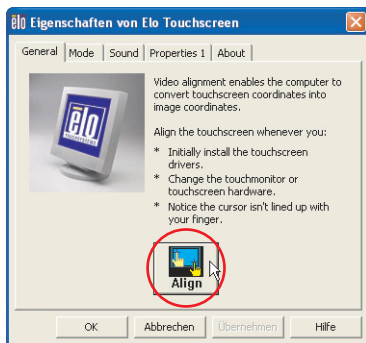 elo Eigenschaften von Elo Touchscreen
General Mode Sound Properties 1 About
elo
Video alignment enables the computer to
convert touchscreen coordinates into
image coordinates.
Align the touchscreen whenever you:
* Initially install the touchscreen
drivers.
* Change the touchmonitor or
touchscreen hardware.
* Notice the cursor isn't lined up with
your finger.
Align
OK Abbrechen Übernehmen Hilfe